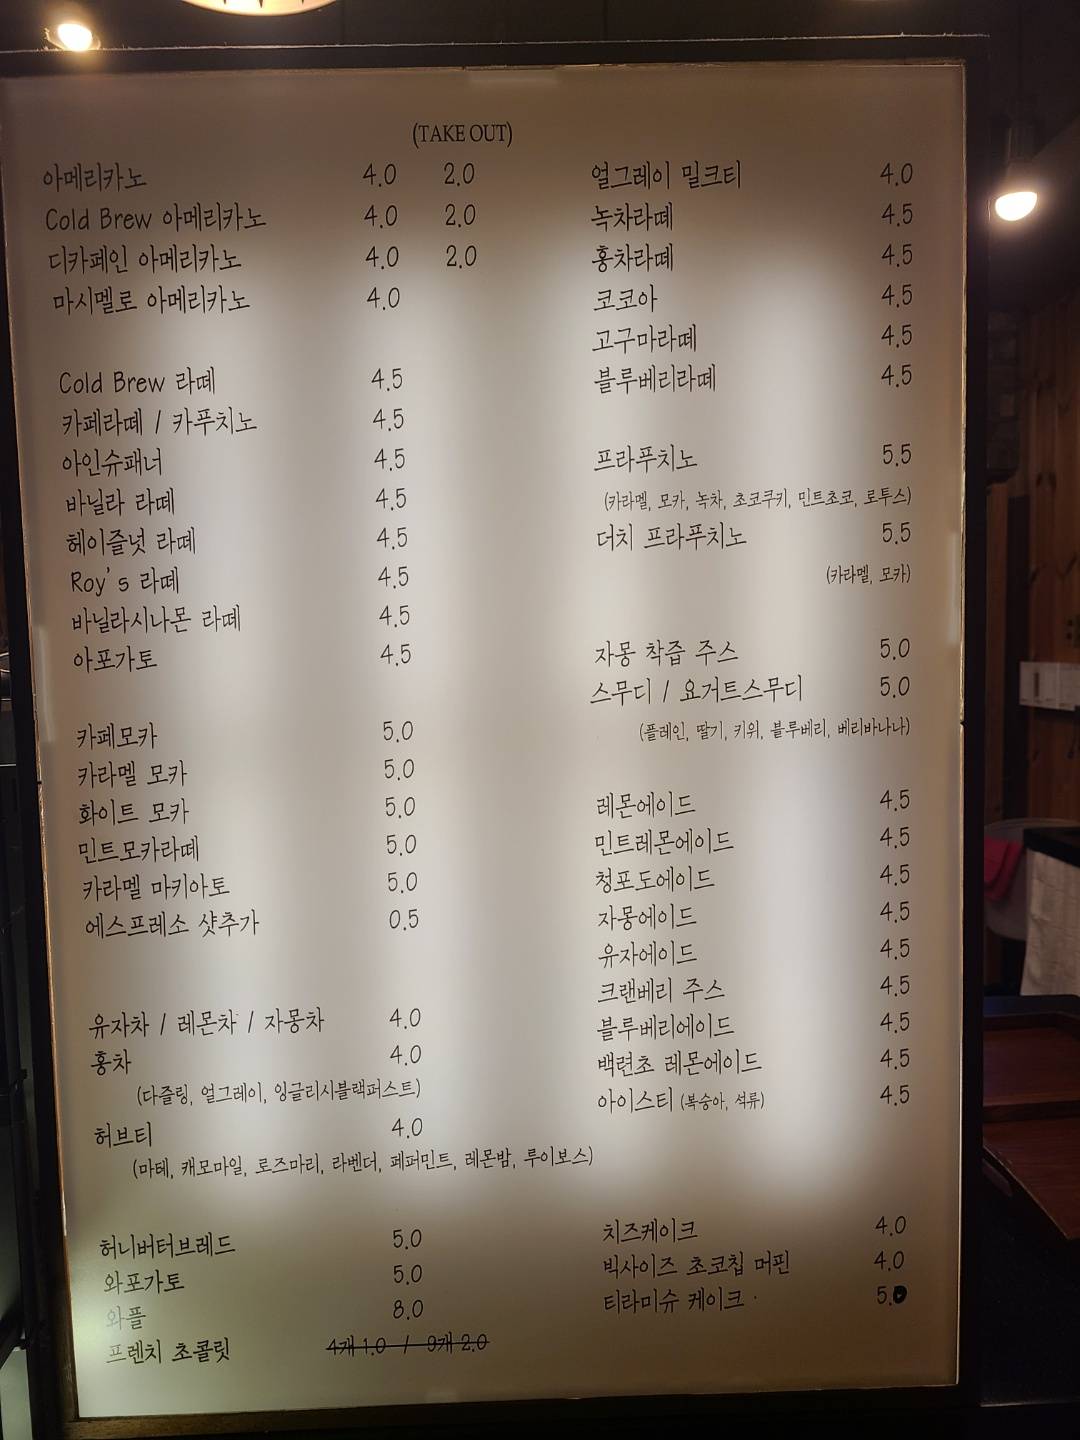 (TAKE OUT)
아메리카노 4.0 2.0
Cold Brew 아메리카노 4.0 2.0
디카페인 아메리카노 4.0 2.0
마시멜로 아메리카노 4.0
Cold Brew 라떼 4.5
카페라떼 / 카푸치노 4.5
아인슈패너 4.5
바닐라 라떼 4.5
헤이즐넛 라떼 4.5
Roy's 라떼 4.5
바닐라시나몬 라떼 4.5
아포가토 4.5
카페모카 5.0
카라멜 모카 5.0
화이트 모카 5.0
민트모카라떼 5.0
카라멜 마키아토 5.0
에스프레소 샷추가 0.5
유자차 / 레몬차 / 자몽차 4.0
홍차 4.0
(다즐링, 얼그레이, 잉글리시블랙퍼스트)
허브티 4.0
(마테, 캐모마일, 로즈마리, 라벤더, 페퍼민트, 레몬밤, 루이보스)
허니버터브레드 5.0
와포가토 5.0
와플 8.0
프렌치 초콜릿 4개 1.0 / 9개 2.0
얼그레이 밀크티 4.0
녹차라떼 4.5
홍차라떼 4.5
코코아 4.5
고구마라떼 4.5
블루베리라떼 4.5
프라푸치노 5.5
(카라멜, 모카, 녹차, 초코쿠키, 민트초코, 로투스)
더치 프라푸치노 5.5
(카라멜, 모카)
자몽 착즙 주스 5.0
스무디 / 요거트스무디 5.0
(플레인, 딸기, 키위, 블루베리, 베리바나나)
레몬에이드 4.5
민트레몬에이드 4.5
청포도에이드 4.5
자몽에이드 4.5
유자에이드 4.5
크랜베리 주스 4.5
블루베리에이드 4.5
백련초 레몬에이드 4.5
아이스티 (복숭아, 석류) 4.5
치즈케이크 4.0
빅사이즈 초코칩 머핀 4.0
티라미슈 케이크 5.0